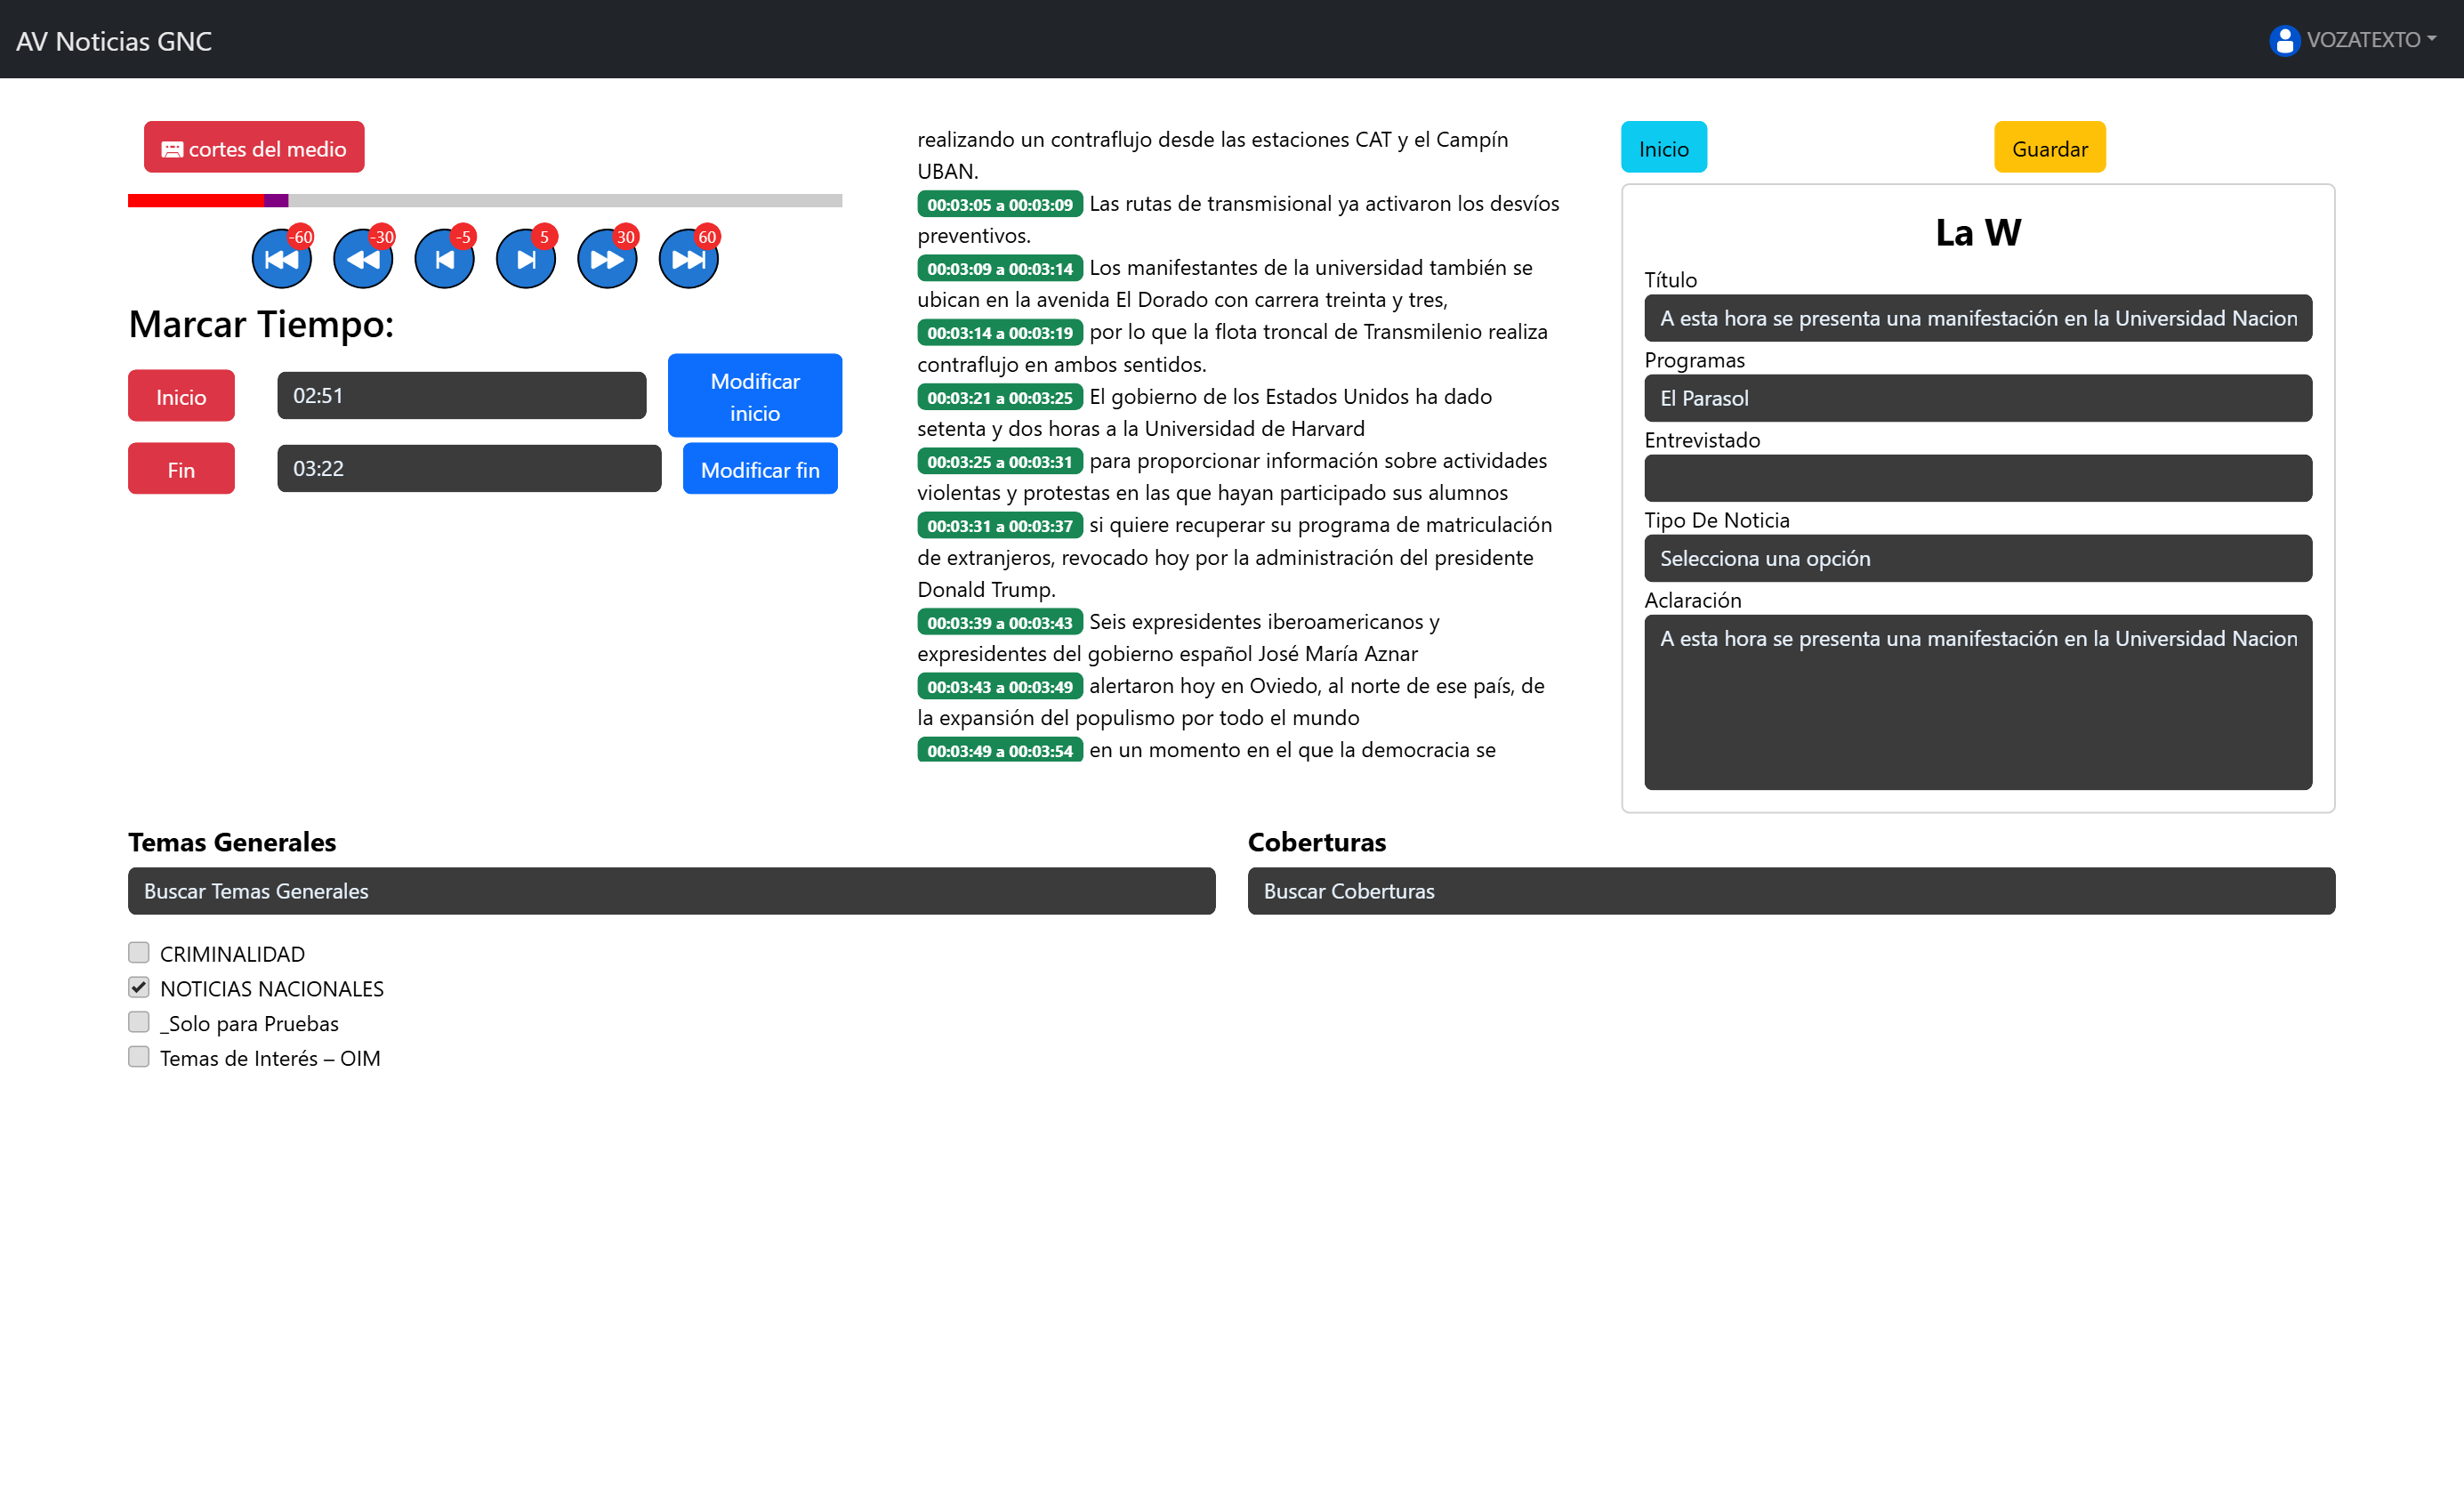 AV Noticias GNC
VOZATEXTO
cortes del medio
-60
-30
-5
5
30
60
Marcar Tiempo:
Inicio
02:51
Modificar
inicio
Fin
03:22
Modificar fin
realizando un contraflujo desde las estaciones CAT y el Campín
UBAN.
00:03:05 a 00:03:09 Las rutas de transmisional ya activaron los desvíos
preventivos.
00:03:09 a 00:03:14 Los manifestantes de la universidad también se
ubican en la avenida El Dorado con carrera treinta y tres,
00:03:14 a 00:03:19 por lo que la flota troncal de Transmilenio realiza
contraflujo en ambos sentidos.
00:03:21 a 00:03:25 El gobierno de los Estados Unidos ha dado
setenta y dos horas a la Universidad de Harvard
00:03:25 a 00:03:31 para proporcionar información sobre actividades
violentas y protestas en las que hayan participado sus alumnos
00:03:31 a 00:03:37 si quiere recuperar su programa de matriculación
de extranjeros, revocado hoy por la administración del presidente
Donald Trump.
00:03:39 a 00:03:43 Seis expresidentes iberoamericanos y
expresidentes del gobierno español José María Aznar
00:03:43 a 00:03:49 alertaron hoy en Oviedo, al norte de ese país, de
la expansión del populismo por todo el mundo
00:03:49 a 00:03:54 en un momento en el que la democracia se
Inicio
Guardar
La W
Título
A esta hora se presenta una manifestación en la Universidad Nacion
Programas
El Parasol
Entrevistado
Tipo De Noticia
Selecciona una opción
Aclaración
A esta hora se presenta una manifestación en la Universidad Nacion
Temas Generales
Buscar Temas Generales
CRIMINALIDAD
NOTICIAS NACIONALES
_Solo para Pruebas
Temas de Interés – OIM
Coberturas
Buscar Coberturas